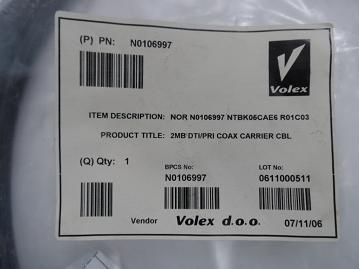 (P) PN: N0106997
Volex
ITEM DESCRIPTION: NOR N0106997 NTBK05CAE6 R01C03
PRODUCT TITLE: 2MB DTI/PRI COAX CARRIER CBL
(Q) Qty: 1
BPCS No: LOT No:
N0106997 0611000511
Vendor Volex d.o.o. 07/11/06